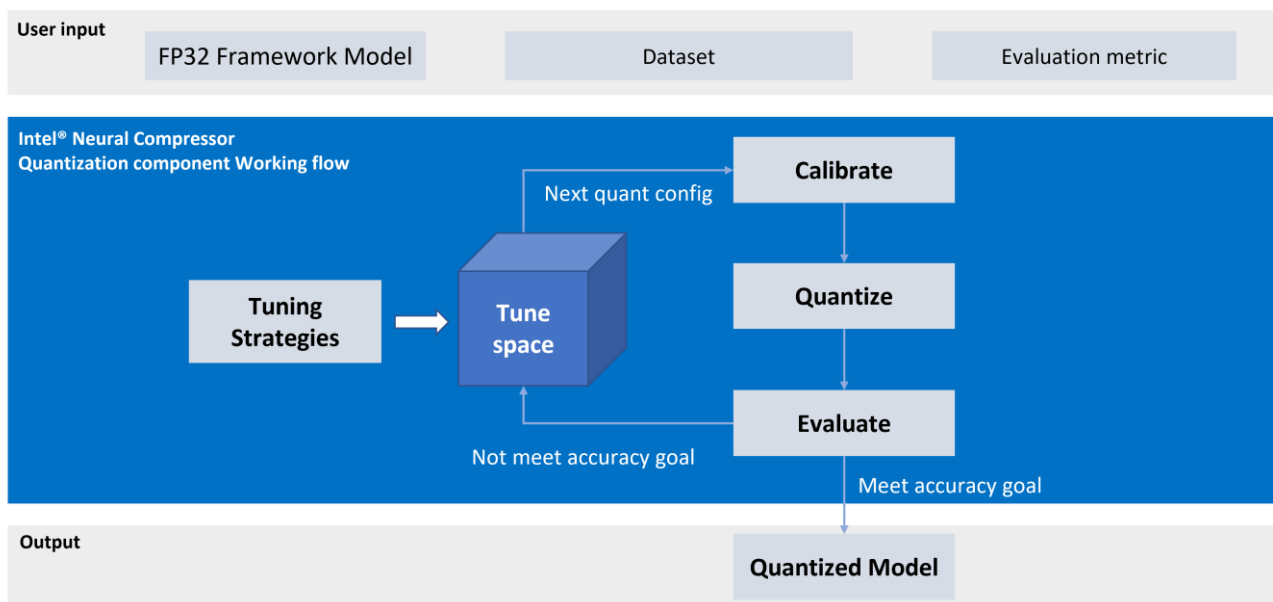 User input
FP32 Framework Model
Dataset
Evaluation metric
Intel® Neural Compressor
Quantization component Working flow
Calibrate
Next quant config
Tuning
Strategies
Tune
space
Quantize
Evaluate
Not meet accuracy goal
Meet accuracy goal
Output
Quantized Model